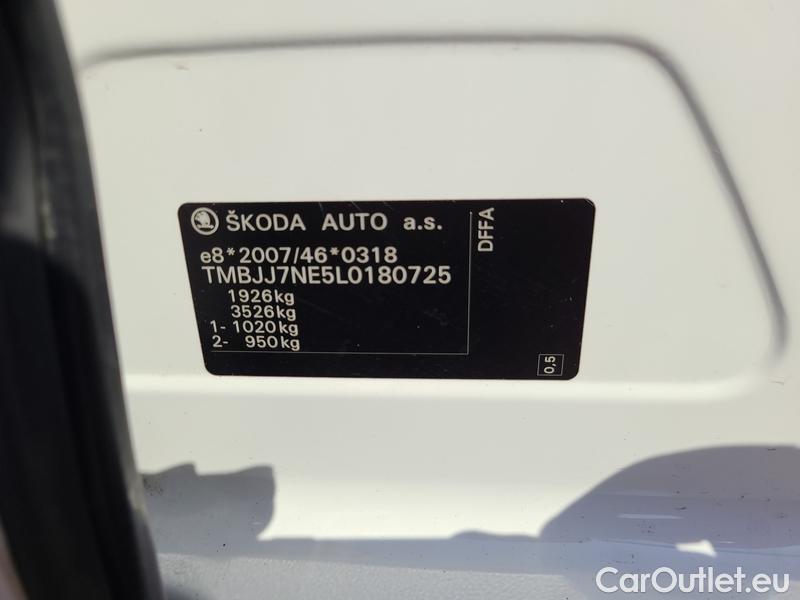 ŠKODA AUTO a.s.
DFFA
e8*2007/46*0318
TMBJJ7NE5L0180725
1926kg
3526kg
1- 1020kg
2- 950kg
0,5
CarOutlet.eu